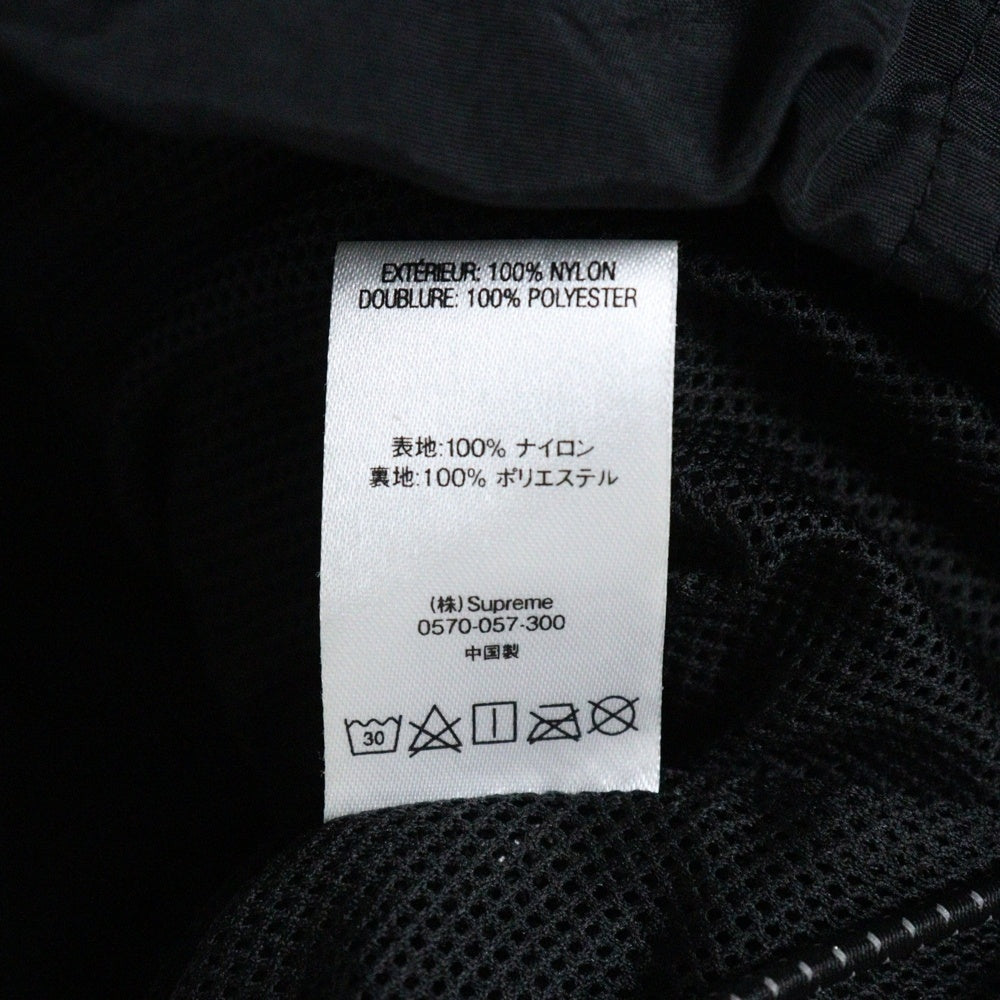 EXTÉRIEUR: 100% NYLON
DOUBLURE: 100% POLYESTER
表地:100% ナイロン
裏地:100% ポリエステル
(株)Supreme
0570-057-300
中国製
30